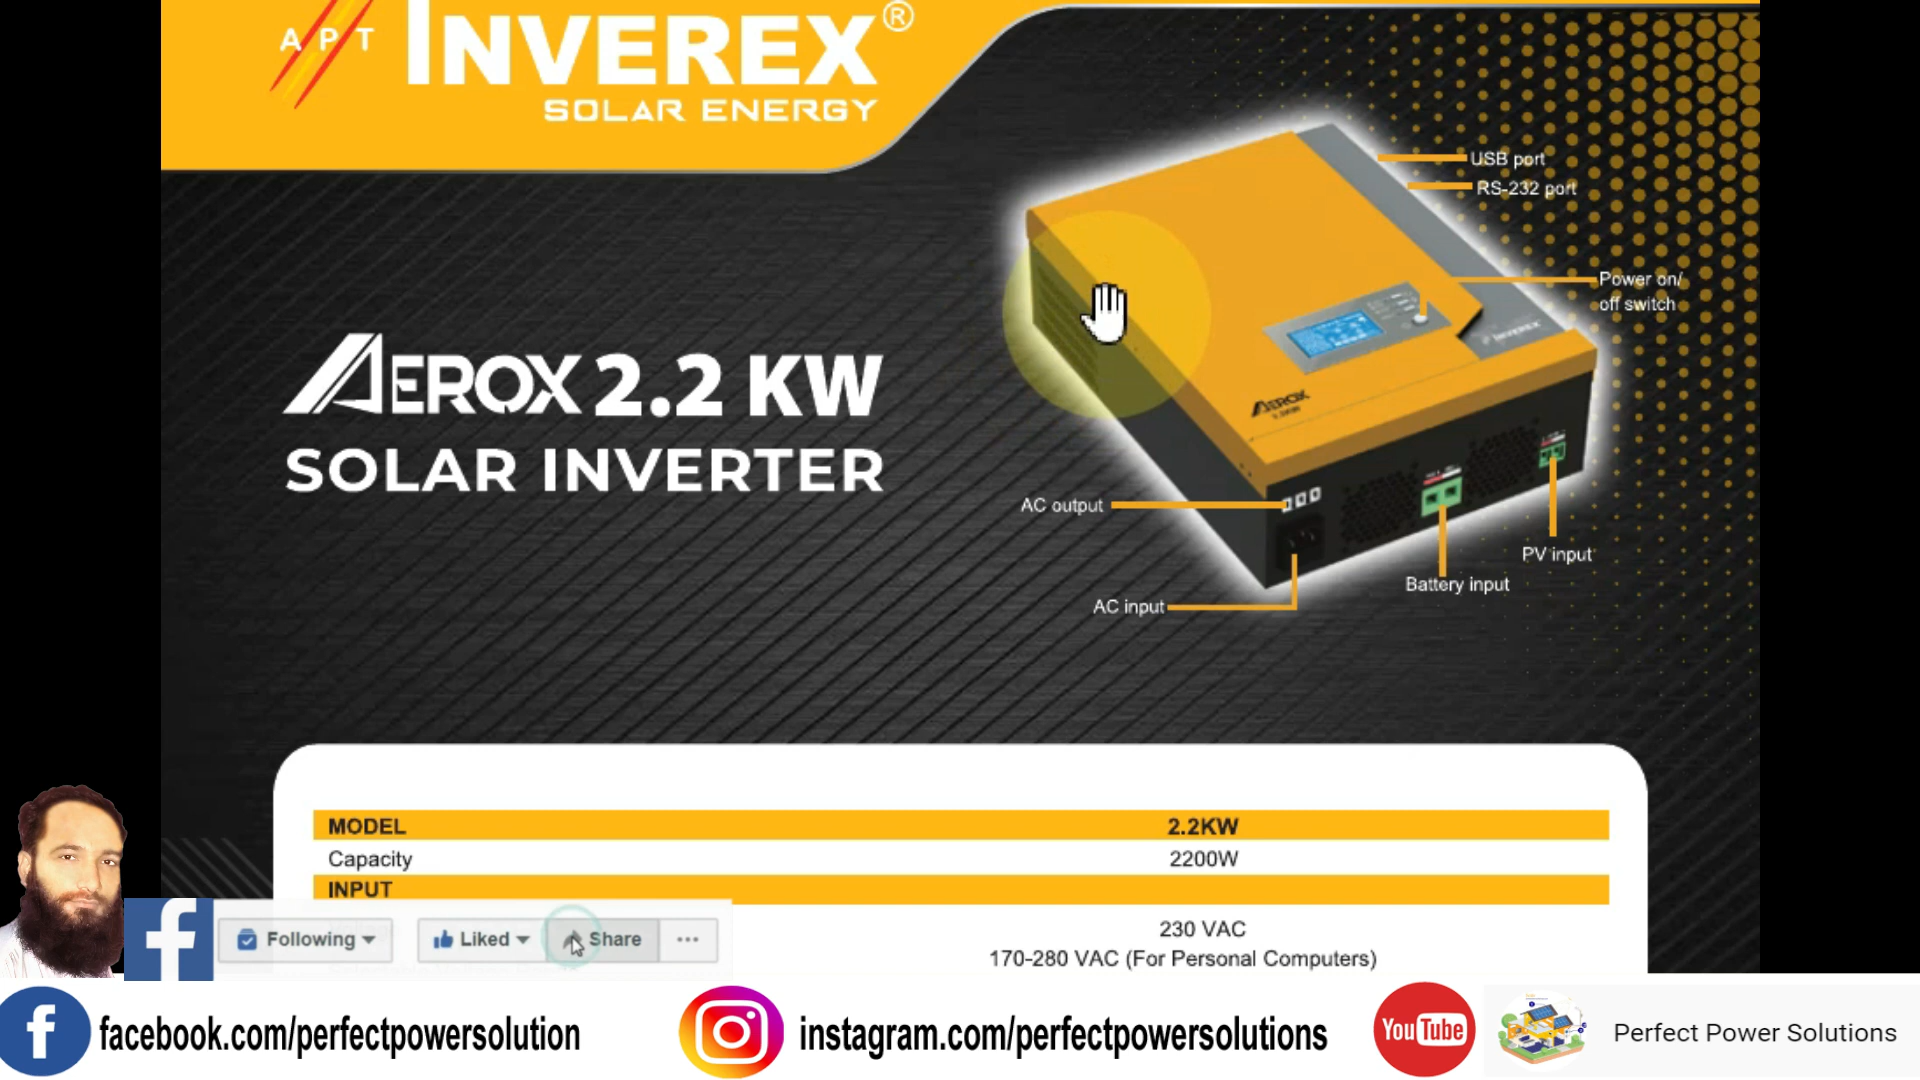 APT INVEREX®
SOLAR ENERGY
USB port
RS-232 port
Power on/
off switch
AEROX 2.2 KW
SOLAR INVERTER
INVEREX
AEROX
AC output
PV input
Battery input
AC input
MODEL 2.2KW
Capacity 2200W
INPUT
230 VAC
170-280 VAC (For Personal Computers)
f Following Liked Share ...
f facebook.com/perfectpowersolution instagram.com/perfectpowersolutions YouTube Perfect Power Solutions